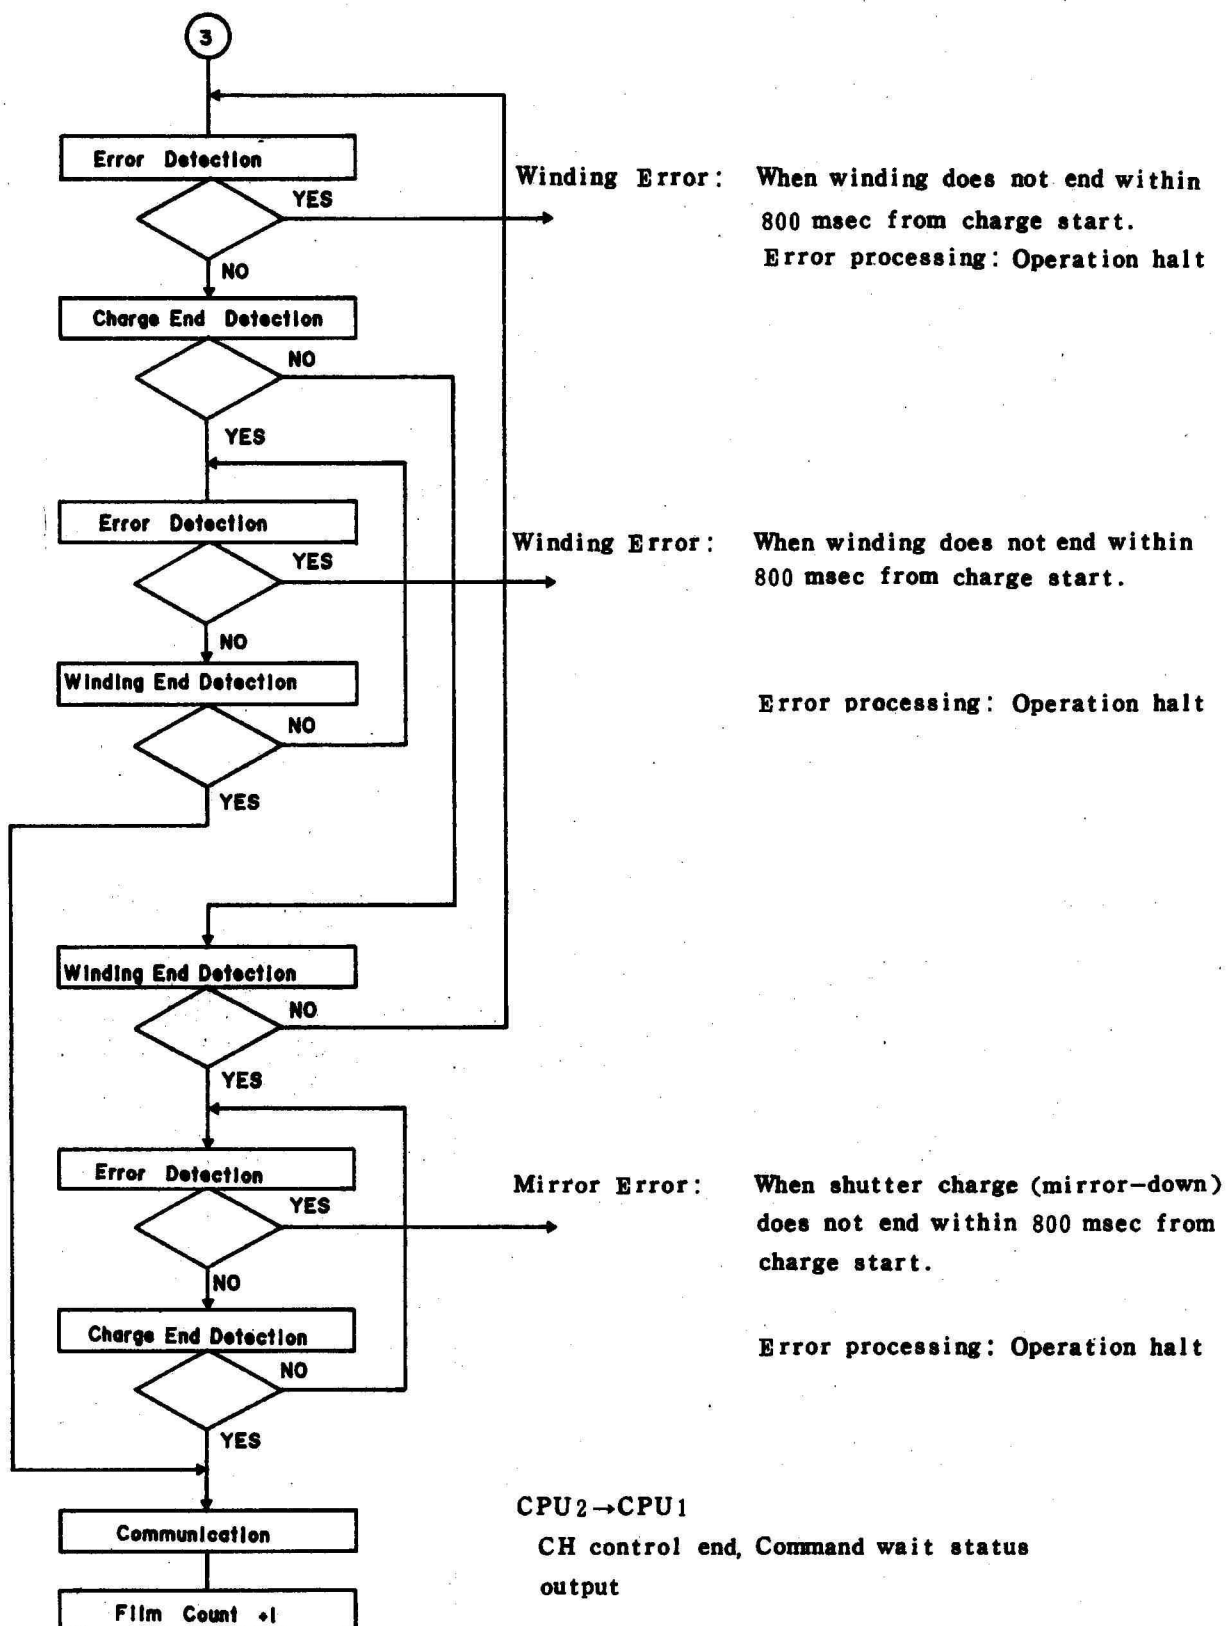 3
Error Detection
YES
Winding Error: When winding does not end within
800 msec from charge start.
Error processing: Operation halt
NO
Charge End Detection
NO
YES
Error Detection
YES
Winding Error: When winding does not end within
800 msec from charge start.
NO
Winding End Detection
Error processing: Operation halt
NO
YES
Winding End Detection
NO
YES
Error Detection
YES
Mirror Error: When shutter charge (mirror-down)
does not end within 800 msec from
charge start.
NO
Charge End Detection
Error processing: Operation halt
NO
YES
CPU2→CPU1
Communication
CH control end, Command wait status
output
Film Count +1